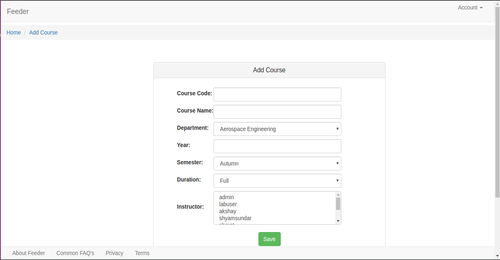 Feeder
Account
Home / Add Course
Add Course
Course Code:
Course Name:
Department: Aerospace Engineering
Year:
Semester: Autumn
Duration: Full
Instructor: admin
labuser
akshay
shyamsundar
Save
About Feeder Common FAQ's Privacy Terms